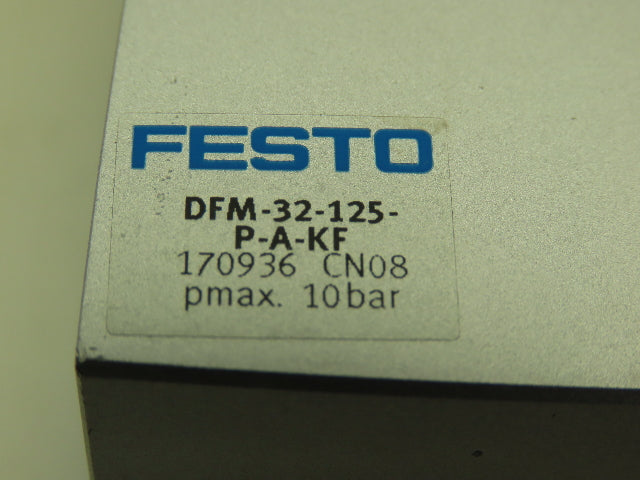 FESTO
DFM-32-125-
P-A-KF
170936 CN08
pmax. 10bar